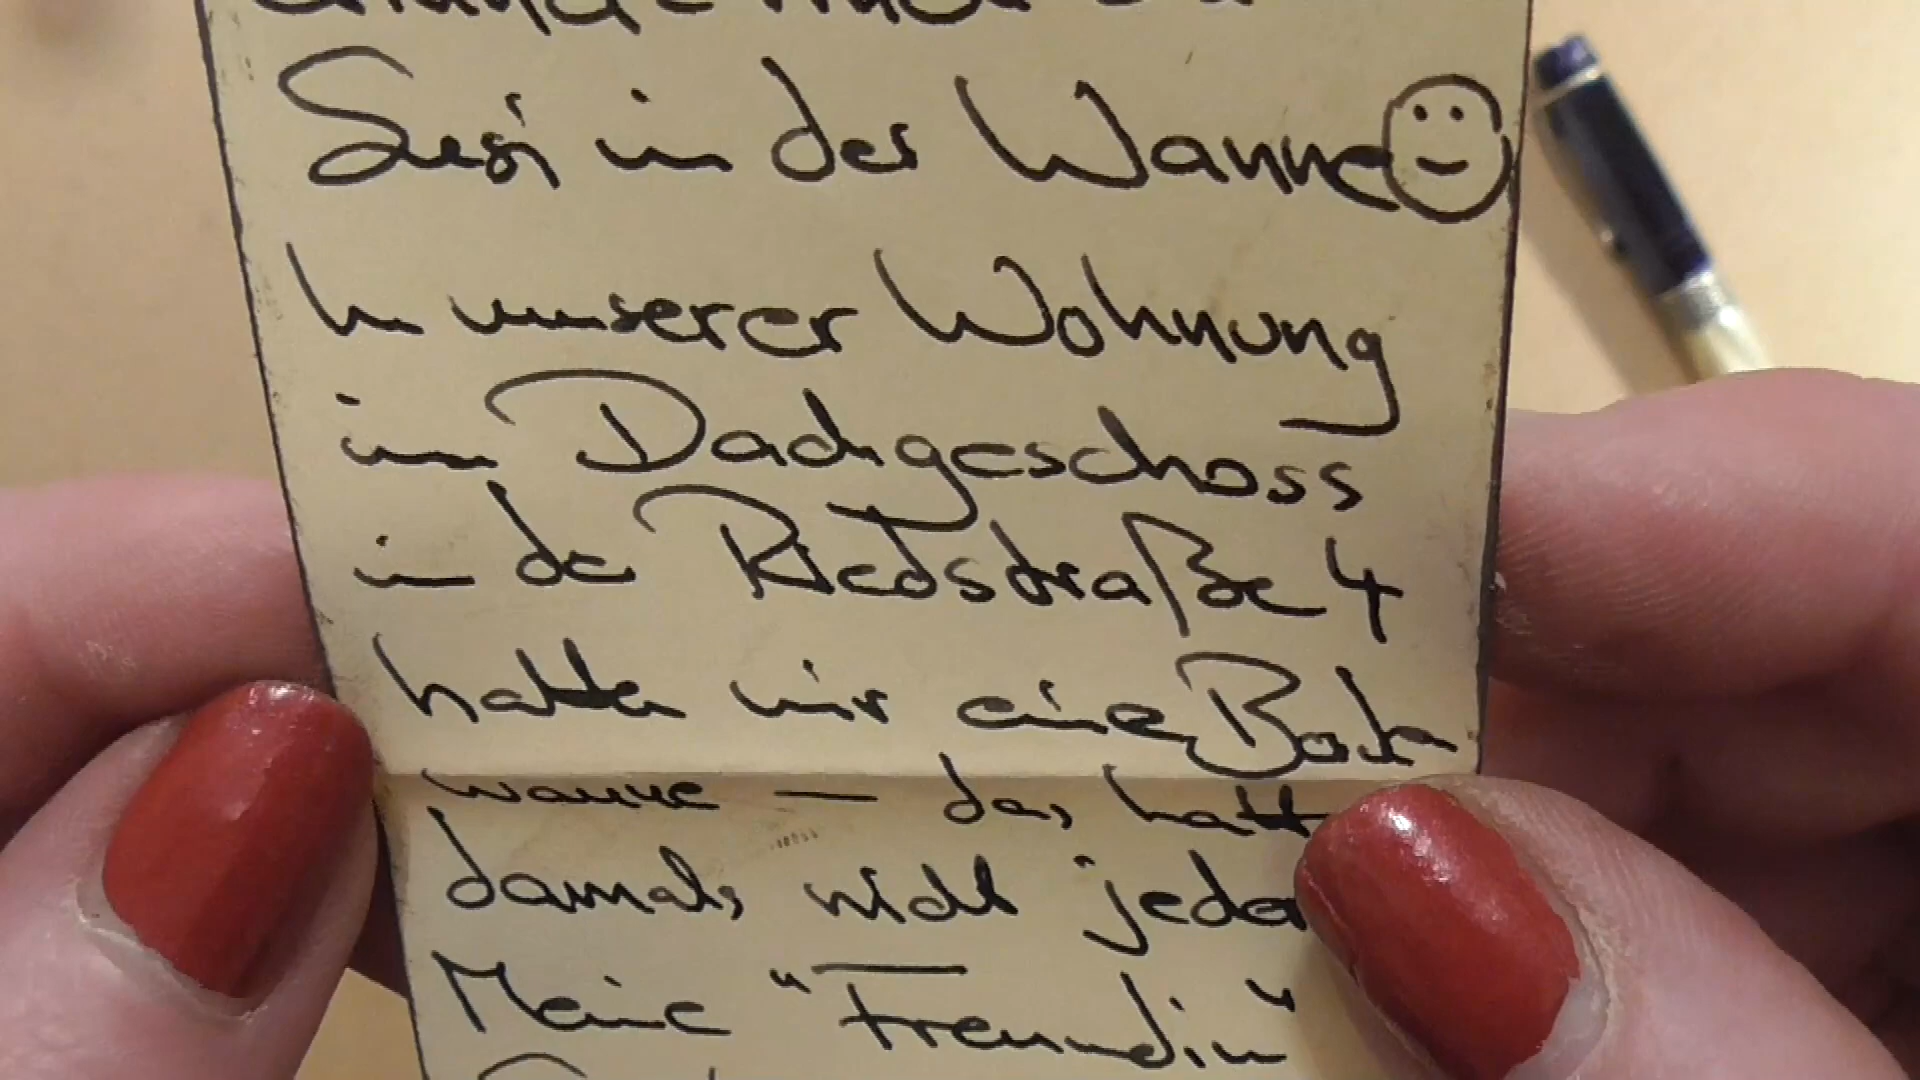 Susi in der Wanne
In unserer Wohnung
im Dachgeschoss
in der Riedstraße 4
hatten wir eine Bade
wanne — das hatte
damals nicht jeder
Meine "Freundin"